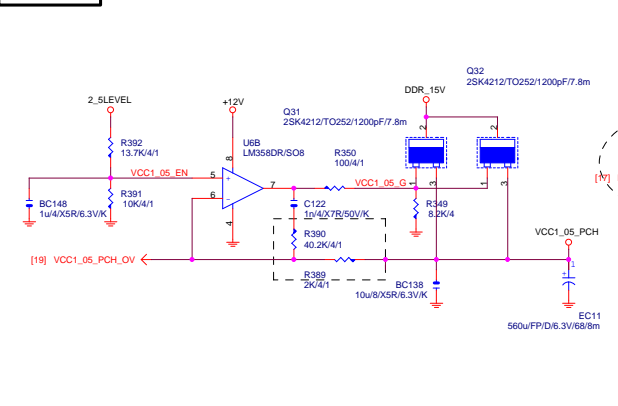 Q32
2SK4212/TO252/1200pF/7.8m
DDR_15V
2_5LEVEL
+12V
Q31
2SK4212/TO252/1200pF/7.8m
2
2
R392
13.7K/4/1
U6B
LM358DR/SO8
R350
100/4/1
8
VCC1_05_EN
5
+
7
VCC1_05_G
1
3
1
3
6
-
BC148
1u/4/X5R/6.3V/K
R391
10K/4/1
4
C122
1n/4/X7R/50V/K
R349
8.2K/4
R390
40.2K/4/1
VCC1_05_PCH
[19] VCC1_05_PCH_OV
1
R389
2K/4/1
BC138
10u/8/X5R/6.3V/K
+
EC11
560u/FP/D/6.3V/68/8m